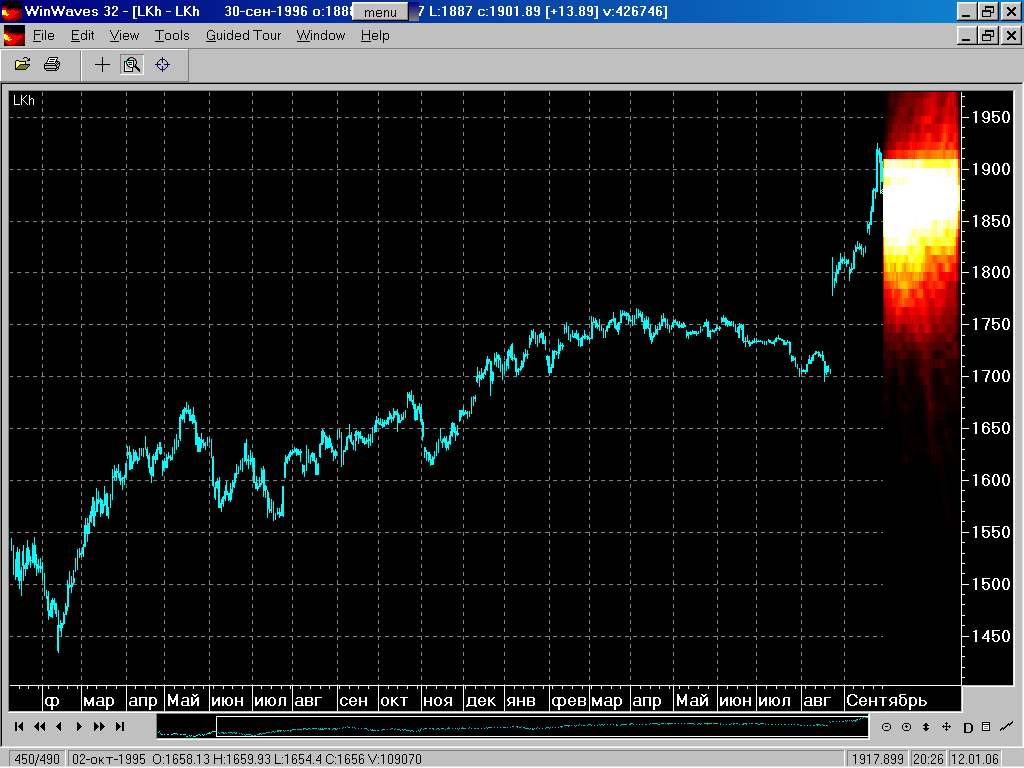 WinWaves 32 - [LKh - LKh 30-сен-1996 o:1888 menu 7 L:1887 c:1901.89 [+13.89] v:426746]
File Edit View Tools Guided Tour Window Help
LKh
1950
1900
1850
1800
1750
1700
1650
1600
1550
1500
1450
ф мар апр Май июн июл авг сен окт ноя дек янв фев мар апр Май июн июл авг Сентябрь
D
450/490 02-окт-1995 O:1658.13 H:1659.93 L:1654.4 C:1656 V:109070 1917.899 20:26 12.01.06